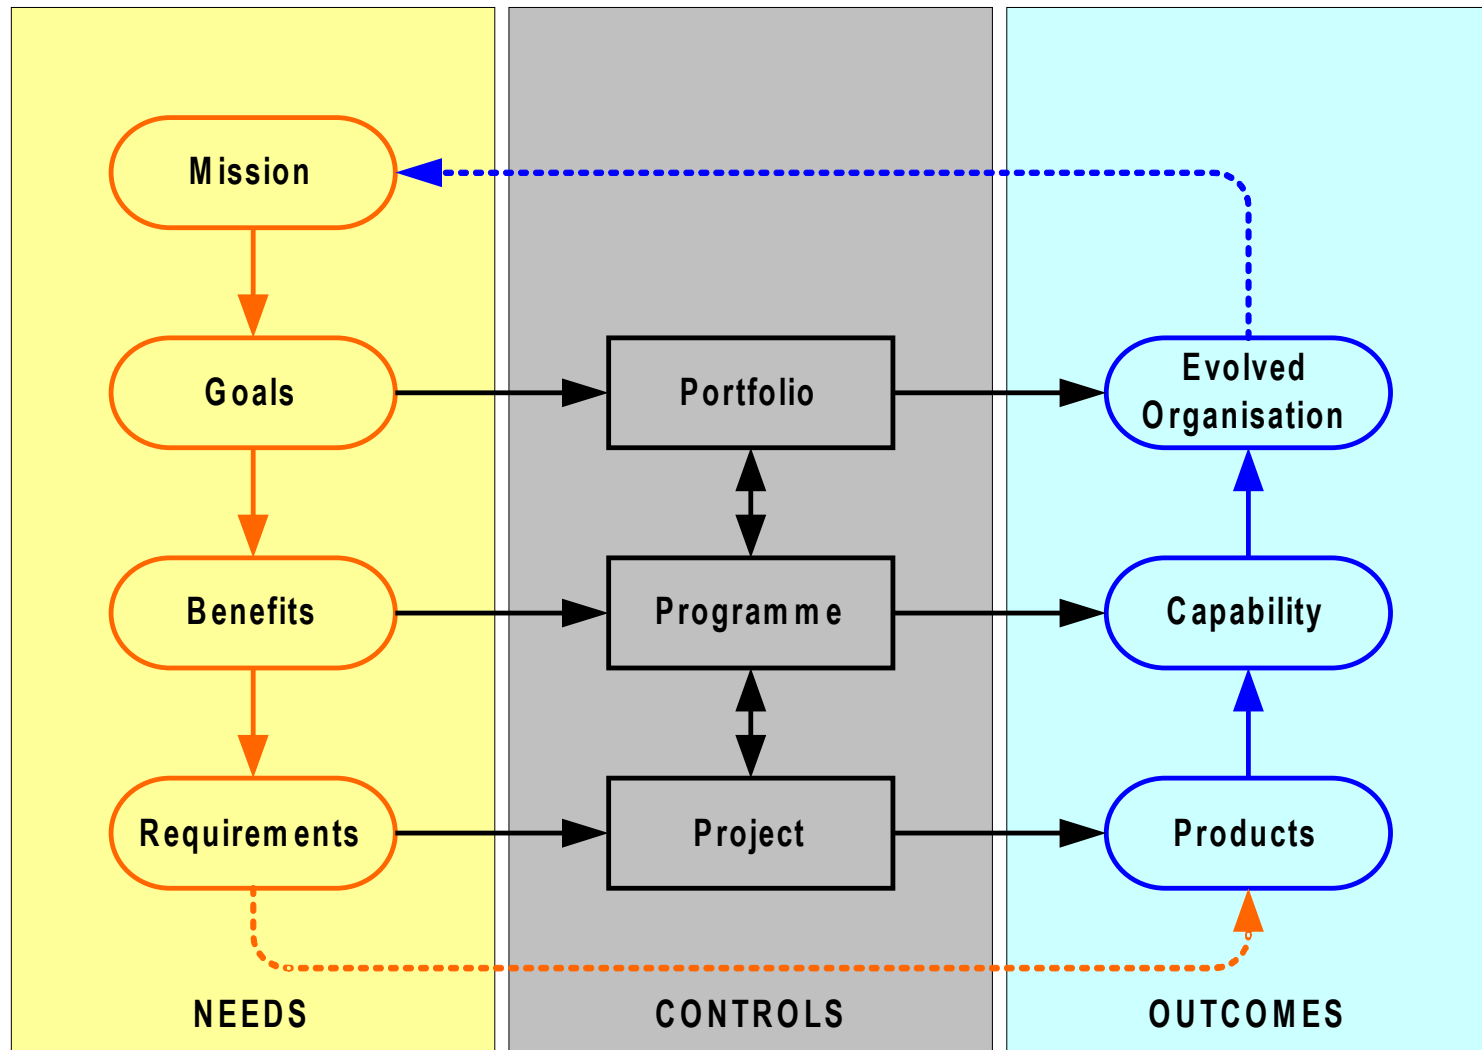 Mission
Goals
Portfolio
Evolved
Organisation
Benefits
Programme
Capability
Requirements
Project
Products
NEEDS
CONTROLS
OUTCOMES